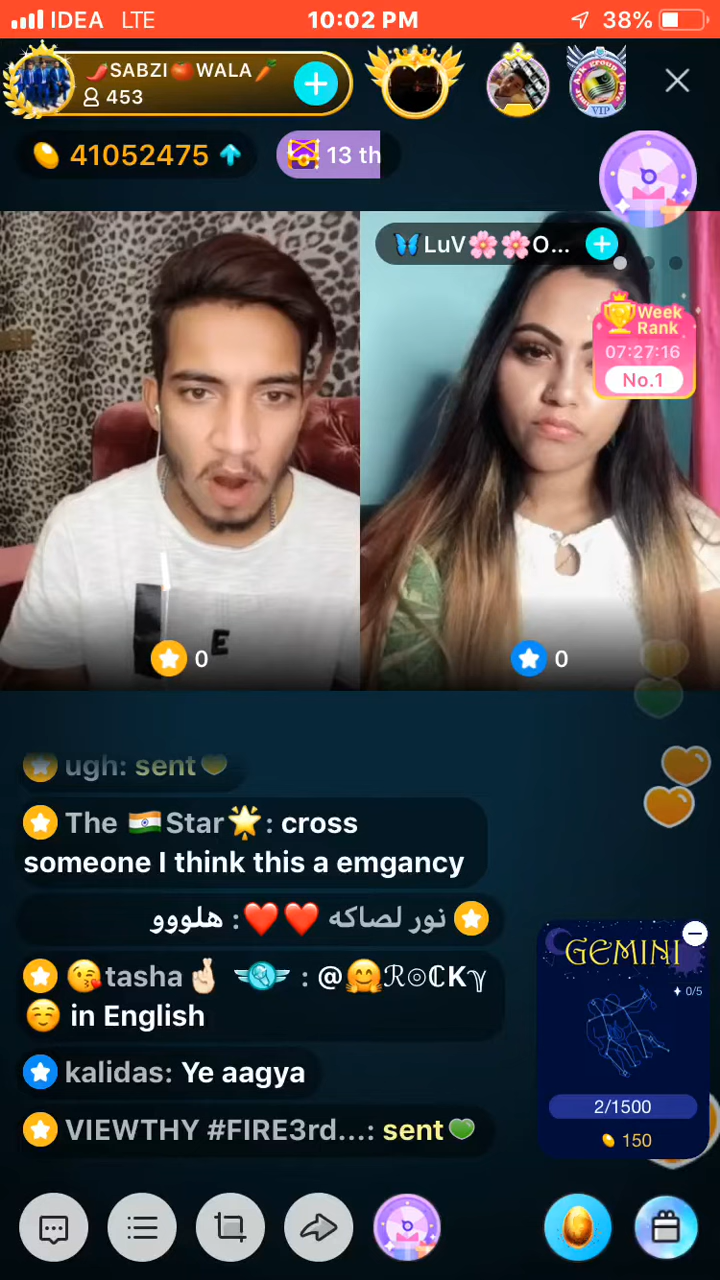 IDEA LTE 10:02 PM 38%
🌶️SABZI🍅WALA🥕
453
VIP
41052475
13 th
🦋LuV🌸🌸O...
Week
Rank
07:27:16
No.1
E
0
0
ugh: sent💛
The 🇮🇳Star🌟: cross
someone I think this a emgancy
نور لصاكه ❤️❤️: هلووو
😘tasha🤞🏻 : @🤗ℛ⌾ℂKꙋ
☺️ in English
kalidas: Ye aagya
VIEWTHY #FIRE3rd...: sent💚
GEMINI
0/5
2/1500
150